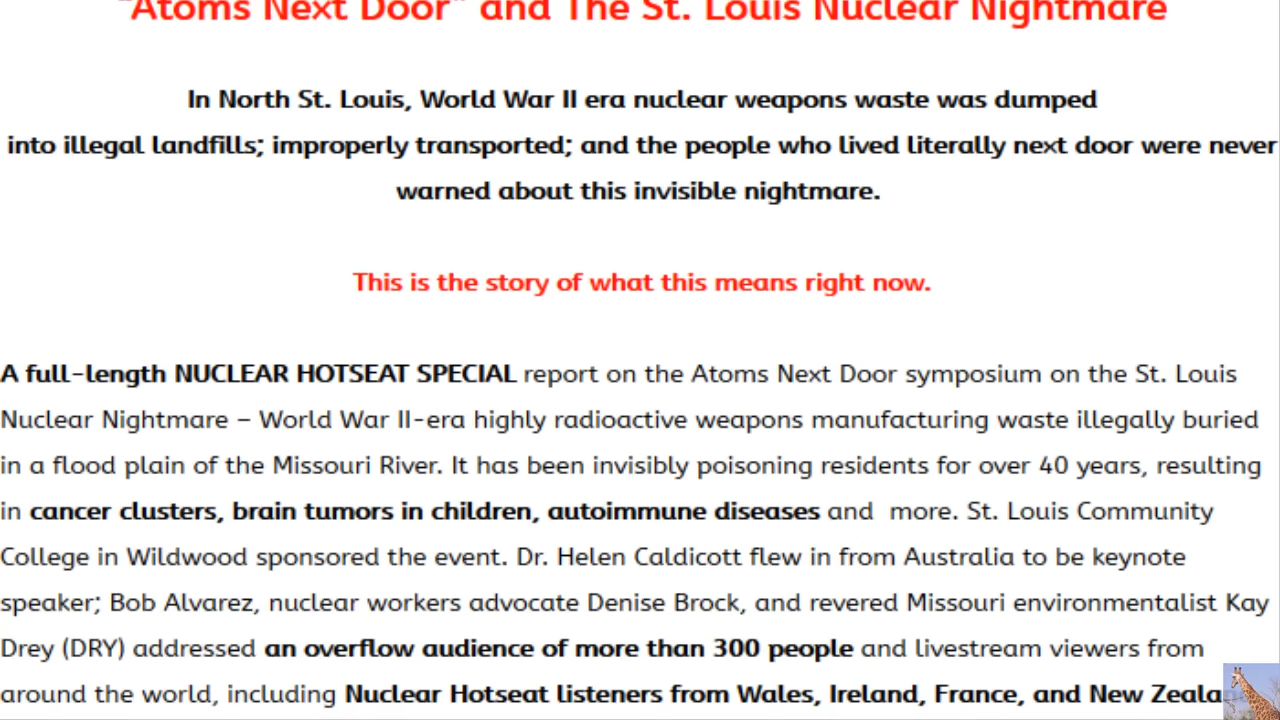 "Atoms Next Door" and The St. Louis Nuclear Nightmare
In North St. Louis, World War II era nuclear weapons waste was dumped
into illegal landfills; improperly transported; and the people who lived literally next door were never
warned about this invisible nightmare.
This is the story of what this means right now.
A full-length NUCLEAR HOTSEAT SPECIAL report on the Atoms Next Door symposium on the St. Louis
Nuclear Nightmare – World War II-era highly radioactive weapons manufacturing waste illegally buried
in a flood plain of the Missouri River. It has been invisibly poisoning residents for over 40 years, resulting
in cancer clusters, brain tumors in children, autoimmune diseases and  more. St. Louis Community
College in Wildwood sponsored the event. Dr. Helen Caldicott flew in from Australia to be keynote
speaker; Bob Alvarez, nuclear workers advocate Denise Brock, and revered Missouri environmentalist Kay
Drey (DRY) addressed an overflow audience of more than 300 people and livestream viewers from
around the world, including Nuclear Hotseat listeners from Wales, Ireland, France, and New